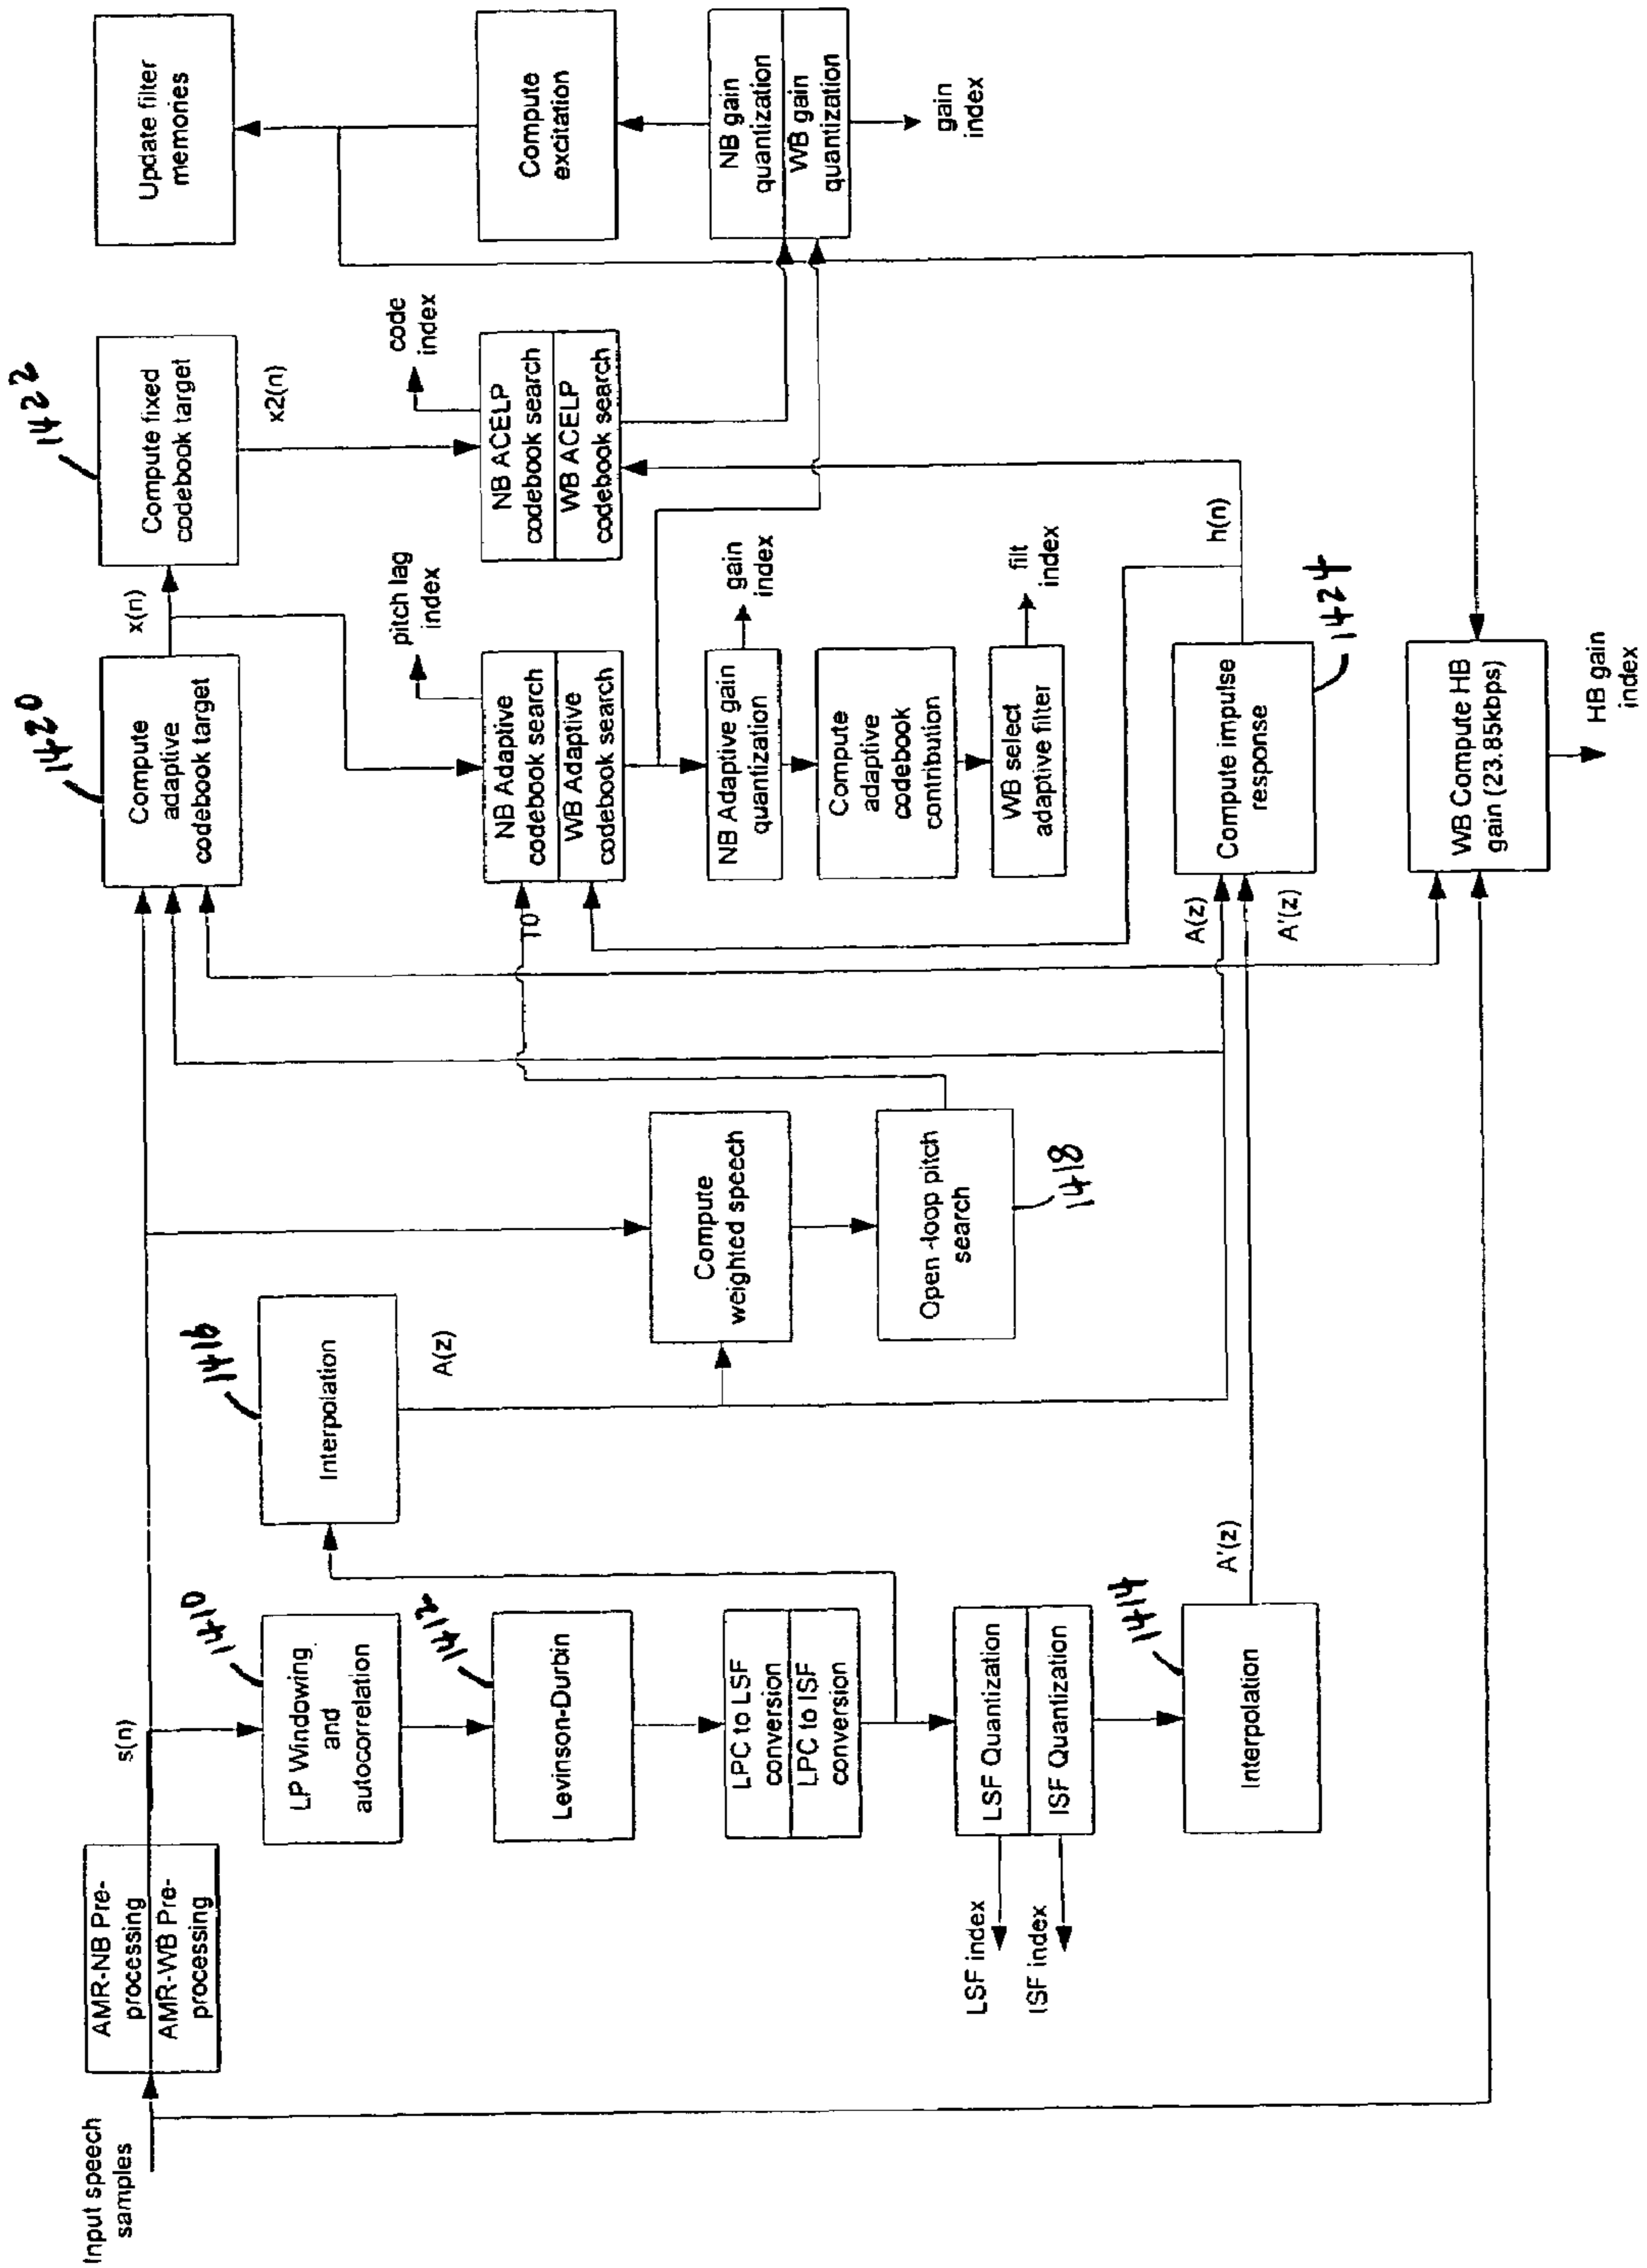 Input speech
samples
AMR-NB Pre-
processing
AMR-WB Pre-
processing
s(n)
1410
LP Windowing
and
autocorrelation
1412
Levinson-Durbin
LPC to LSF
conversion
LPC to ISF
conversion
LSF Quantization
ISF Quantization
LSF index
ISF index
1414
Interpolation
A'(z)
1416
Interpolation
A(z)
Compute
weighted speech
Open -loop pitch
search
1418
T0
1420
Compute
adaptive
codebook target
x(n)
1422
Compute fixed
codebook target
x2(n)
pitch lag
index
NB Adaptive
codebook search
WB Adaptive
codebook search
NB Adaptive gain
quantization
gain
index
Compute
adaptive
codebook
contribution
WB select
adaptive filter
filt
index
A(z)
A'(z)
Compute impulse
response
1424
h(n)
WB Compute HB
gain (23.85kbps)
HB gain
index
code
index
NB ACELP
codebook search
WB ACELP
codebook search
Update filter
memories
Compute
excitation
NB gain
quantization
WB gain
quantization
gain
index